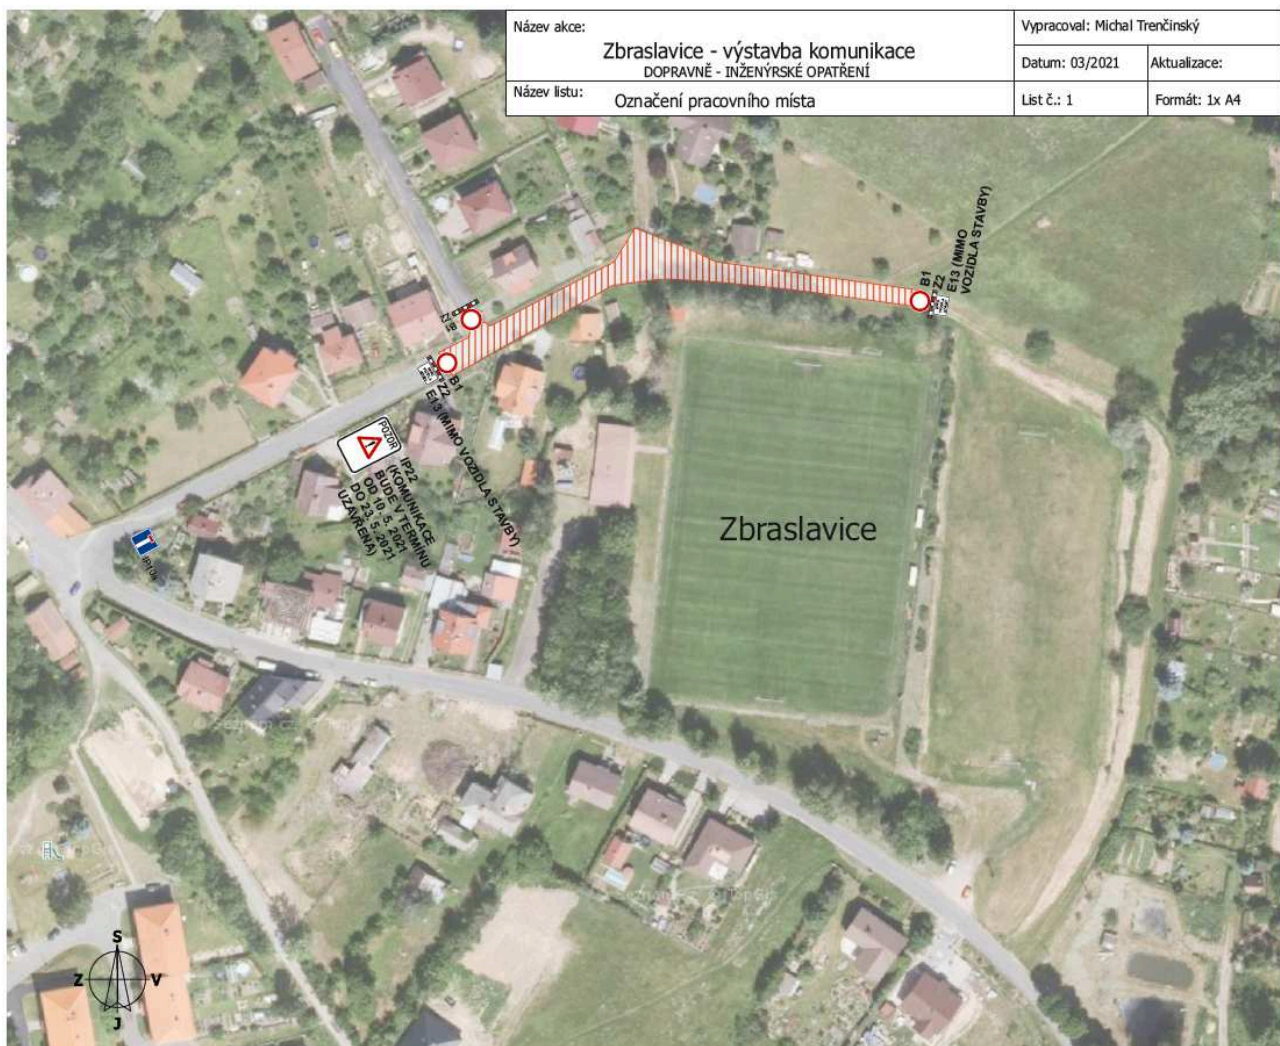 Název akce:
Zbraslavice - výstavba komunikace
DOPRAVNĚ - INŽENÝRSKÉ OPATŘENÍ
Název listu:
Označení pracovního místa
Vypracoval: Michal Trenčinský
Datum: 03/2021
Aktualizace:
List č.: 1
Formát: 1x A4
B1
Z2
E13 (MIMO
VOZIDLA STAVBY)
B1
Z2
B1
Z2
E13 (MIMO VOZIDLA STAVBY)
POZOR
IP22
(KOMUNIKACE
BUDE V TERMÍNU
OD 10. 5. 2021
DO 23. 5. 2021
UZAVŘENA)
Zbraslavice
S
Z
V
J